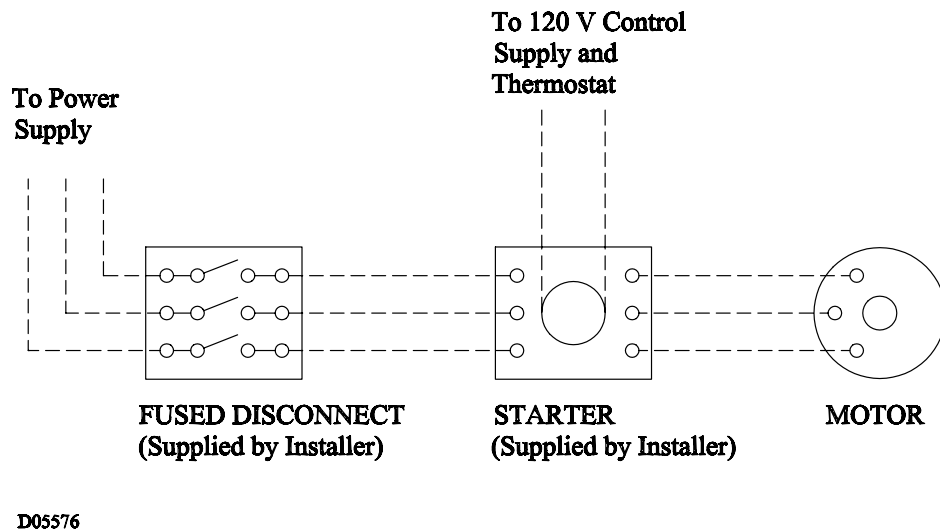 To 120 V Control
Supply and
Thermostat
To Power
Supply
FUSED DISCONNECT
(Supplied by Installer)
STARTER
(Supplied by Installer)
MOTOR
D05576